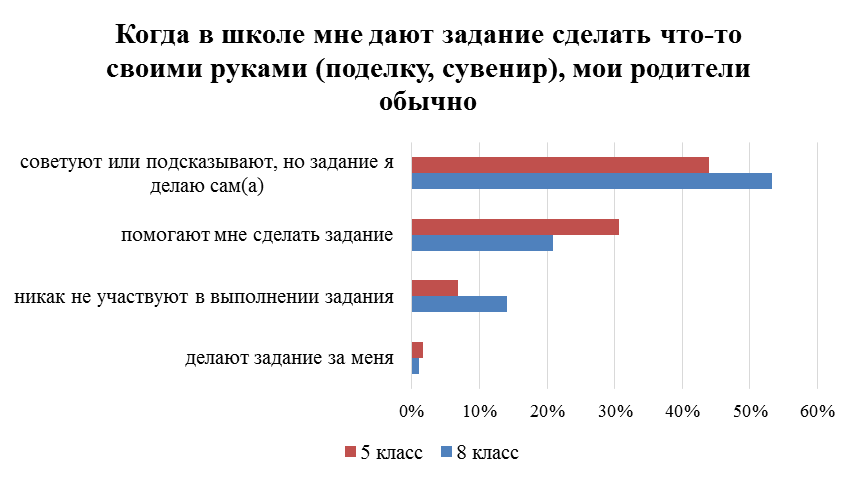 Когда в школе мне дают задание сделать что-то
своими руками (поделку, сувенир), мои родители
обычно
советуют или подсказывают, но задание я
делаю сам(а)
помогают мне сделать задание
никак не участвуют в выполнении задания
делают задание за меня
0% 10% 20% 30% 40% 50% 60%
5 класс 8 класс